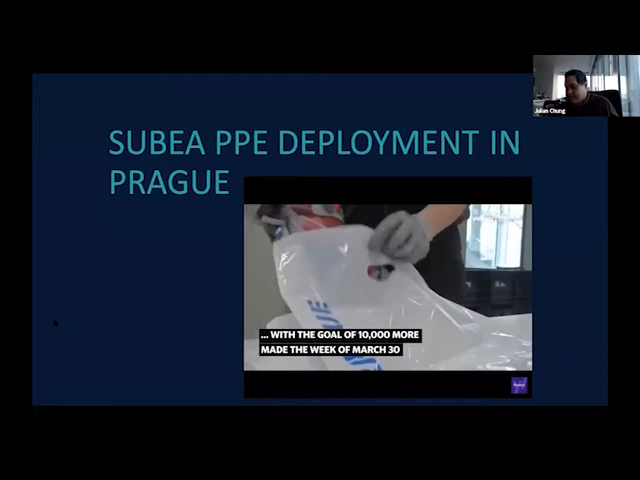 SUBEA PPE DEPLOYMENT IN
PRAGUE
Julian Chung
... WITH THE GOAL OF 10,000 MORE
MADE THE WEEK OF MARCH 30